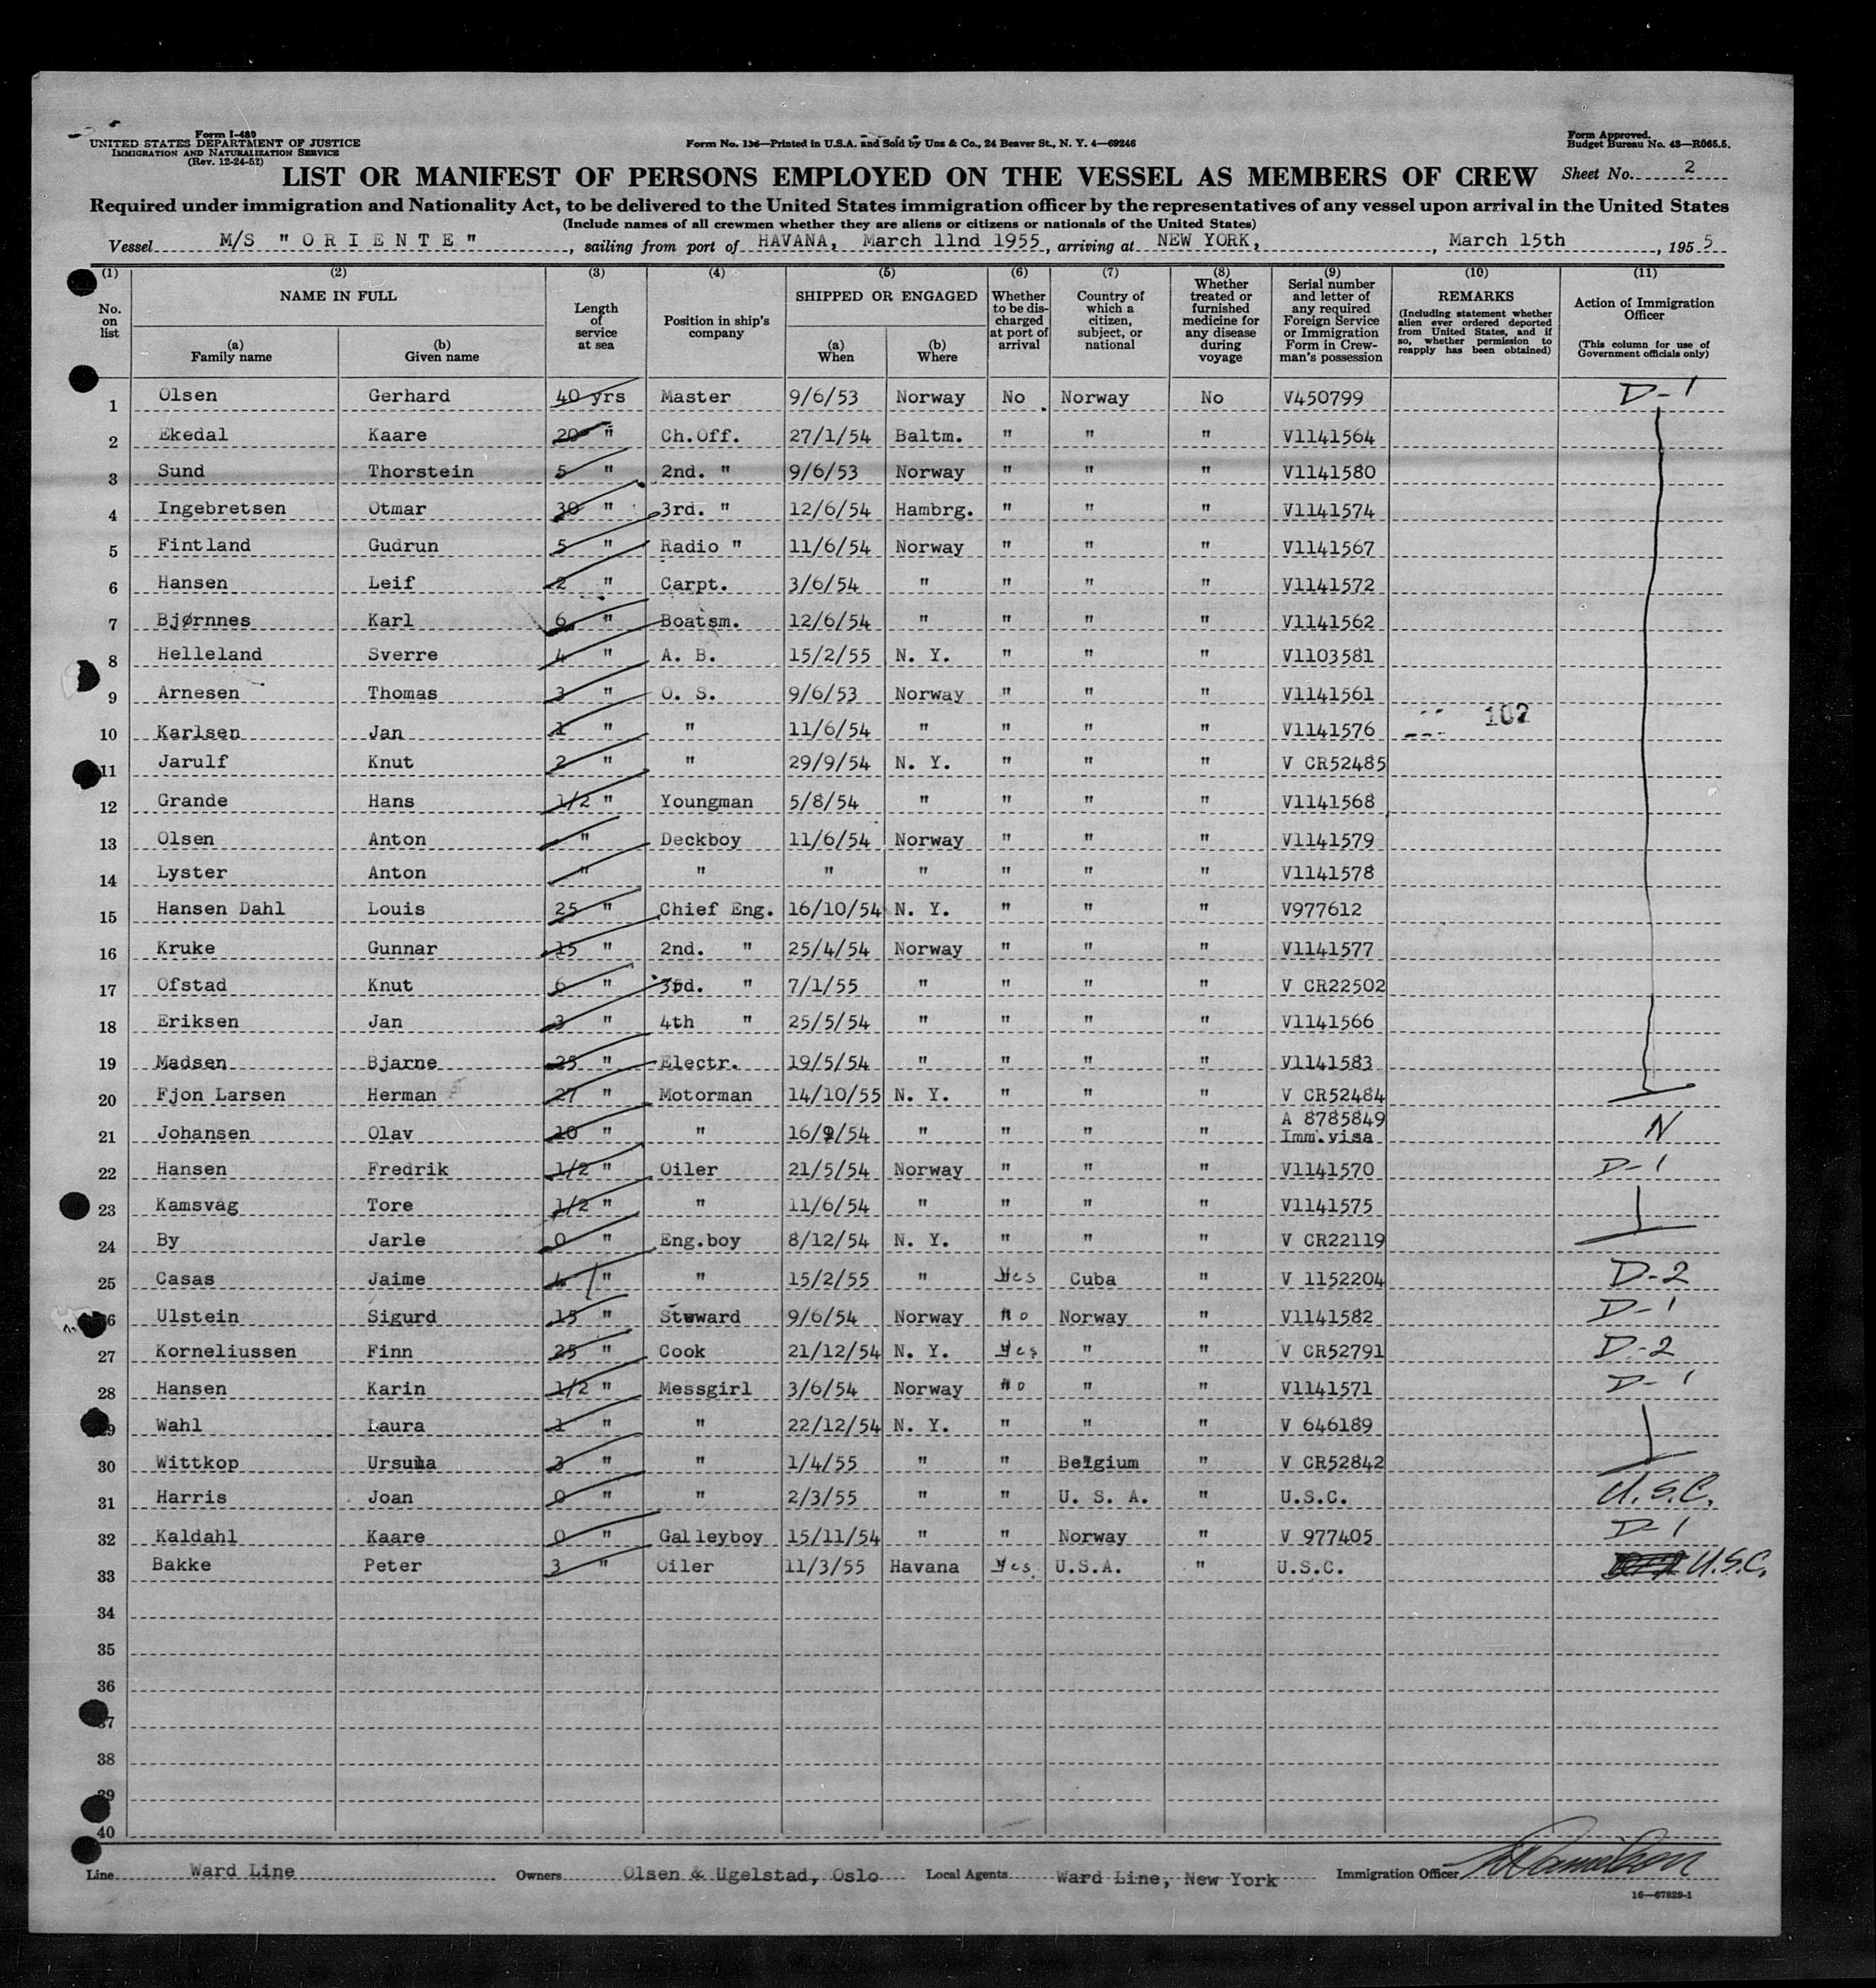 Form I-489
UNITED STATES DEPARTMENT OF JUSTICE
IMMIGRATION AND NATURALIZATION SERVICE
(Rev. 12-24-52)
Form No. 136—Printed in U.S.A. and Sold by Unz & Co., 24 Beaver St., N. Y. 4—69246
Form Approved.
Budget Bureau No. 43—R065.5.
LIST OR MANIFEST OF PERSONS EMPLOYED ON THE VESSEL AS MEMBERS OF CREW
Sheet No. 2
Required under immigration and Nationality Act, to be delivered to the United States immigration officer by the representatives of any vessel upon arrival in the United States
(Include names of all crewmen whether they are aliens or citizens or nationals of the United States)
Vessel M/S "ORIENTE", sailing from port of HAVANA, March 11nd 1955, arriving at NEW YORK, , March 15th, 1955
(1) (2) (3) (4) (5) (6) (7) (8) (9) (10) (11)
No. on list
NAME IN FULL
(a) Family name
(b) Given name
Length of service at sea
Position in ship's company
SHIPPED OR ENGAGED
(a) When
(b) Where
Whether to be discharged at port of arrival
Country of which a citizen, subject, or national
Whether treated or furnished medicine for any disease during voyage
Serial number and letter of any required Foreign Service or Immigration Form in Crewman's possession
REMARKS
(Including statement whether alien ever ordered deported from United States, and if so, whether permission to reapply has been obtained)
Action of Immigration Officer
(This column for use of Government officials only)
1 Olsen Gerhard 40 yrs Master 9/6/53 Norway No Norway No V450799 D-1
2 Ekedal Kaare 20 " Ch.Off. 27/1/54 Baltm. " " " V1141564
3 Sund Thorstein 5 " 2nd. " 9/6/53 Norway " " " V1141580
4 Ingebretsen Otmar 30 " 3rd. " 12/6/54 Hambrg. " " " V1141574
5 Fintland Gudrun 5 " Radio " 11/6/54 Norway " " " V1141567
6 Hansen Leif 2 " Carpt. 3/6/54 " " " " V1141572
7 Bjørnnes Karl 6 " Boatsm. 12/6/54 " " " " V1141562
8 Helleland Sverre 4 " A. B. 15/2/55 N. Y. " " " V1103581
9 Arnesen Thomas 3 " O. S. 9/6/53 Norway " " " V1141561
10 Karlsen Jan 1 " " 11/6/54 " " " " V1141576 102
11 Jarulf Knut 2 " " 29/9/54 N. Y. " " " V CR52485
12 Grande Hans 1/2 " Youngman 5/8/54 " " " " V1141568
13 Olsen Anton " Deckboy 11/6/54 Norway " " " V1141579
14 Lyster Anton " " " " " " " V1141578
15 Hansen Dahl Louis 25 " Chief Eng. 16/10/54 N. Y. " " " V977612
16 Kruke Gunnar 15 " 2nd. " 25/4/54 Norway " " " V1141577
17 Ofstad Knut 6 " 3rd. " 7/1/55 " " " " V CR22502
18 Eriksen Jan 3 " 4th " 25/5/54 " " " " V1141566
19 Madsen Bjarne 25 " Electr. 19/5/54 " " " " V1141583
20 Fjon Larsen Herman 27 " Motorman 14/10/55 N. Y. " " " V CR52484
21 Johansen Olav 10 " " 16/9/54 " " " " A 8785849 Imm.visa N
22 Hansen Fredrik 1/2 " Oiler 21/5/54 Norway " " " V1141570 D-1
23 Kamsvåg Tore 1/2 " " 11/6/54 " " " " V1141575
24 By Jarle 0 " Eng.boy 8/12/54 N. Y. " " " V CR22119
25 Casas Jaime 4 " " 15/2/55 " Yes Cuba " V 1152204 D-2
26 Ulstein Sigurd 15 " Steward 9/6/54 Norway No Norway " V1141582 D-1
27 Korneliussen Finn 25 " Cook 21/12/54 N. Y. Yes " " V CR52791 D-2
28 Hansen Karin 1/2 " Messgirl 3/6/54 Norway No " " V1141571 D-1
29 Wahl Laura 1 " " 22/12/54 N. Y. " " " V 646189
30 Wittkop Ursula 3 " " 1/4/55 " " Belgium " V CR52842
31 Harris Joan 0 " " 2/3/55 " " U. S. A. " U.S.C. U.S.C.
32 Kaldahl Kaare 0 " Galleyboy 15/11/54 " " Norway " V 977405 D-1
33 Bakke Peter 3 " Oiler 11/3/55 Havana Yes U.S.A. " U.S.C. U.S.C.
34
35
36
37
38
39
40
Line Ward Line Owners Olsen & Ugelstad, Oslo Local Agents Ward Line, New York Immigration Officer
16—67829-1